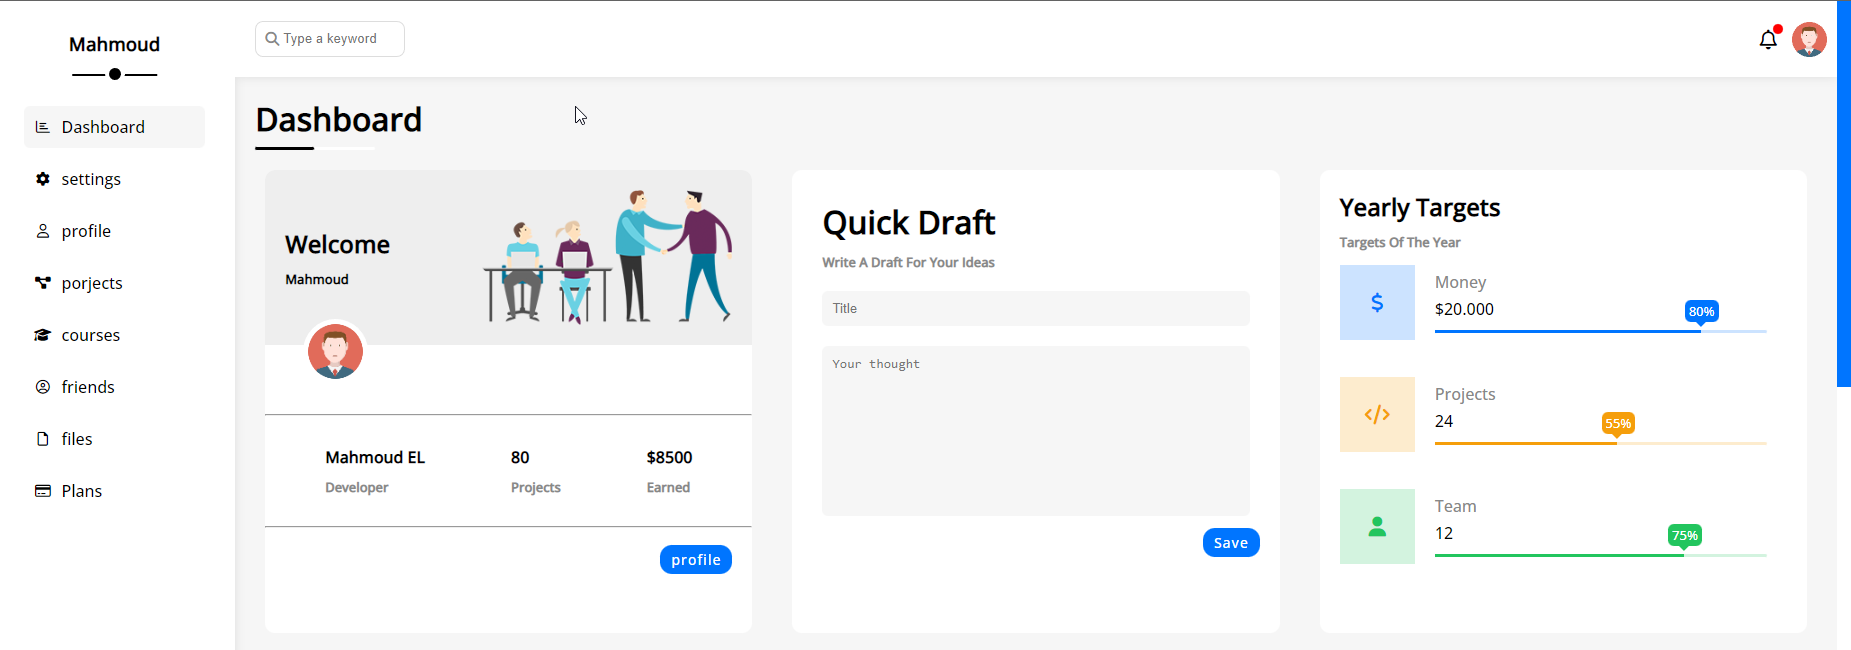 Mahmoud
Type a keyword
Dashboard
settings
profile
porjects
courses
friends
files
Plans
Dashboard
Welcome
Mahmoud
Mahmoud EL
80
$8500
Developer
Projects
Earned
profile
Quick Draft
Write A Draft For Your Ideas
Title
Your thought
Save
Yearly Targets
Targets Of The Year
$
Money
$20.000
80%
</>
Projects
24
55%
Team
12
75%